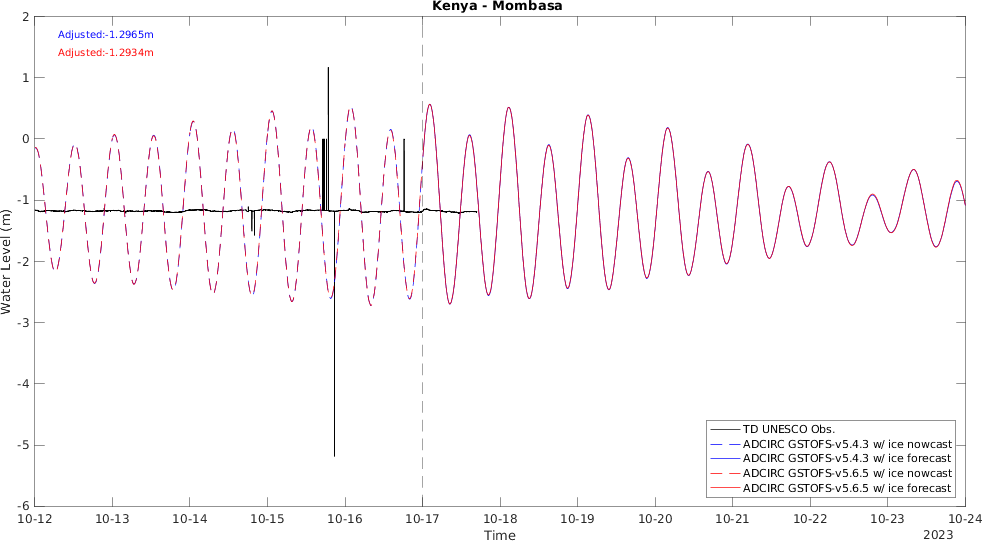 Kenya - Mombasa
Adjusted:-1.2965m
Adjusted:-1.2934m
2
1
0
-1
-2
-3
-4
-5
-6
Water Level (m)
TD UNESCO Obs.
ADCIRC GSTOFS-v5.4.3 w/ ice nowcast
ADCIRC GSTOFS-v5.4.3 w/ ice forecast
ADCIRC GSTOFS-v5.6.5 w/ ice nowcast
ADCIRC GSTOFS-v5.6.5 w/ ice forecast
10-12 10-13 10-14 10-15 10-16 10-17 10-18 10-19 10-20 10-21 10-22 10-23 10-24
Time
2023